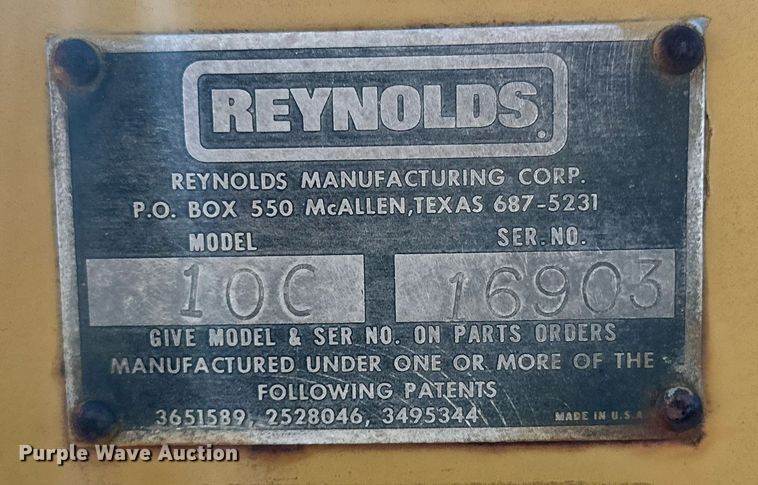 REYNOLDS®
REYNOLDS MANUFACTURING CORP.
P.O. BOX 550 McALLEN, TEXAS 687-5231
MODEL SER. NO.
10C 16903
GIVE MODEL & SER NO. ON PARTS ORDERS
MANUFACTURED UNDER ONE OR MORE OF THE
FOLLOWING PATENTS
3651589, 2528046, 3495344 MADE IN U.S.A
Purple Wave Auction